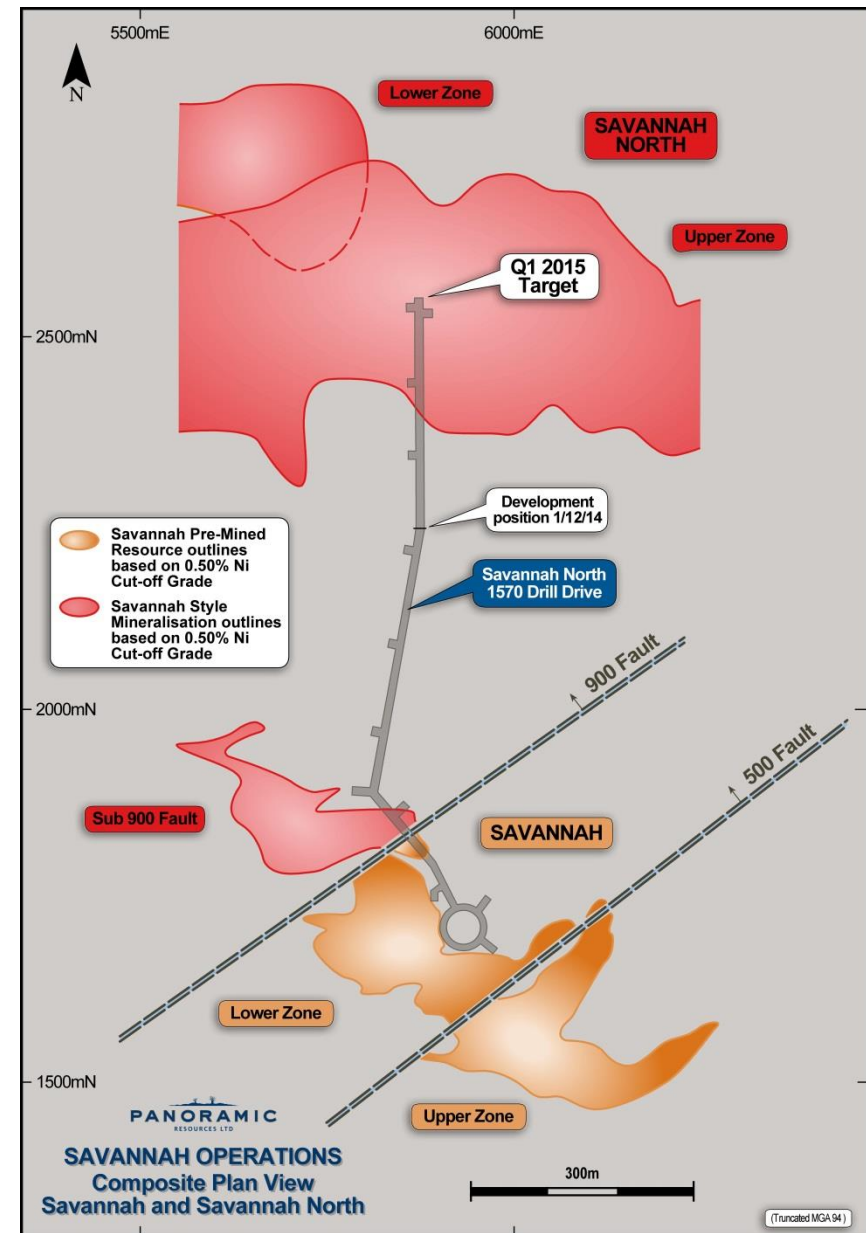 5500mE
6000mE
N
Lower Zone
SAVANNAH
NORTH
Upper Zone
Q1 2015
Target
2500mN
Development
position 1/12/14
Savannah Pre-Mined
Resource outlines
based on 0.50% Ni
Cut-off Grade
Savannah North
1570 Drill Drive
Savannah Style
Mineralisation outlines
based on 0.50% Ni
Cut-off Grade
900 Fault
2000mN
500 Fault
Sub 900 Fault
SAVANNAH
Lower Zone
1500mN
Upper Zone
PANORAMIC
RESOURCES LTD
SAVANNAH OPERATIONS
Composite Plan View
Savannah and Savannah North
300m
(Truncated MGA 94 )